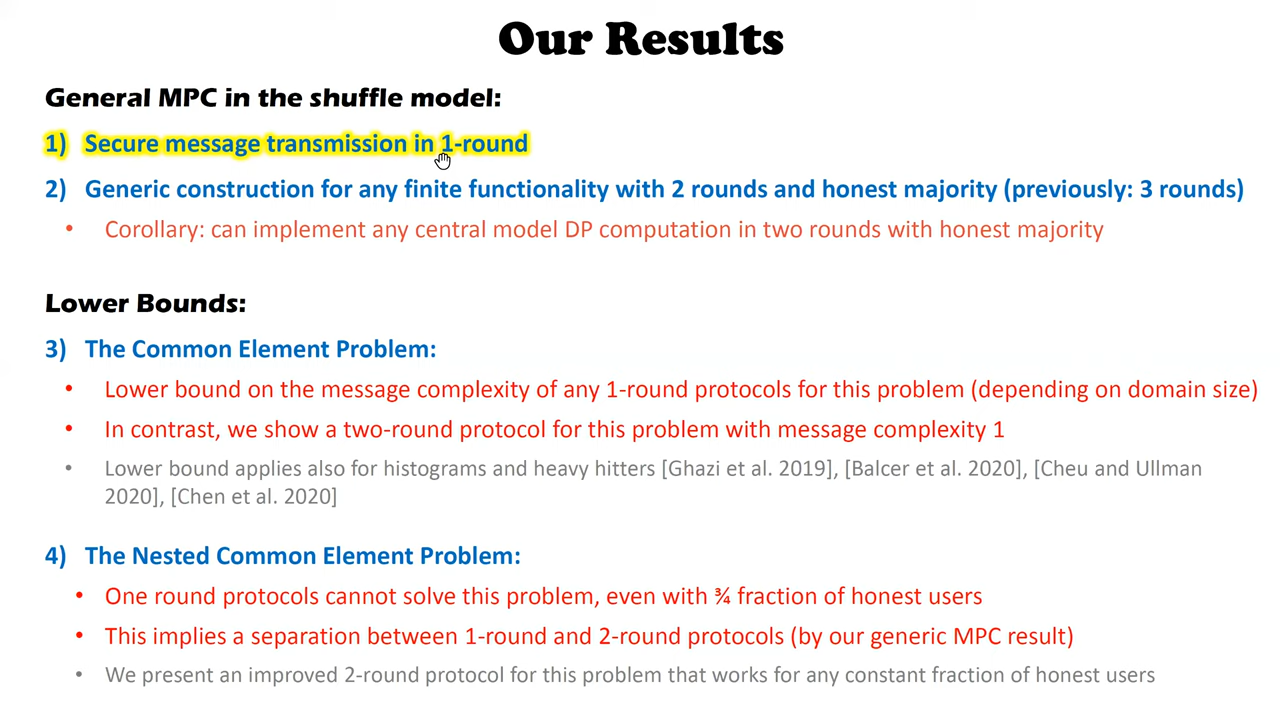 Our Results
General MPC in the shuffle model:
1) Secure message transmission in 1-round
2) Generic construction for any finite functionality with 2 rounds and honest majority (previously: 3 rounds)
• Corollary: can implement any central model DP computation in two rounds with honest majority
Lower Bounds:
3) The Common Element Problem:
• Lower bound on the message complexity of any 1-round protocols for this problem (depending on domain size)
• In contrast, we show a two-round protocol for this problem with message complexity 1
• Lower bound applies also for histograms and heavy hitters [Ghazi et al. 2019], [Balcer et al. 2020], [Cheu and Ullman
2020], [Chen et al. 2020]
4) The Nested Common Element Problem:
• One round protocols cannot solve this problem, even with ¾ fraction of honest users
• This implies a separation between 1-round and 2-round protocols (by our generic MPC result)
• We present an improved 2-round protocol for this problem that works for any constant fraction of honest users